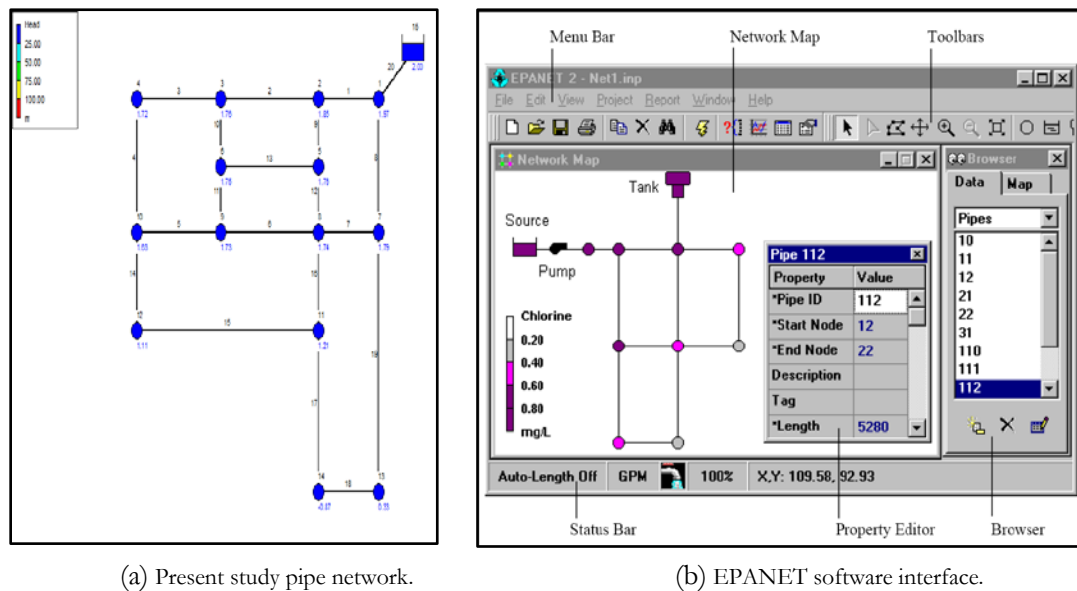 Head
25.00
50.00
75.00
100.00
m
16
20
2.00
4
3
3
2
2
1
1
1.72
1.76
1.85
1.97
10
9
4
8
6
13
5
1.78
1.78
11
12
10
5
9
6
8
7
7
1.73
1.74
14
16
19
12
15
11
1.11
1.21
17
14
18
13
(a) Present study pipe network.
Menu Bar
Network Map
Toolbars
EPANET 2 - Net1.inp
File Edit View Project Report Window Help
Network Map
Tank
Source
Pump
Chlorine
0.20
0.40
0.60
0.80
mg/L
Pipe 112
Property Value
*Pipe ID 112
*Start Node 12
*End Node 22
Description
Tag
*Length 5280
Browser
Data Map
Pipes
10
11
12
21
22
31
110
111
112
Auto-Length Off GPM 100% X,Y: 109.58, 92.93
Status Bar
Property Editor
Browser
(b) EPANET software interface.